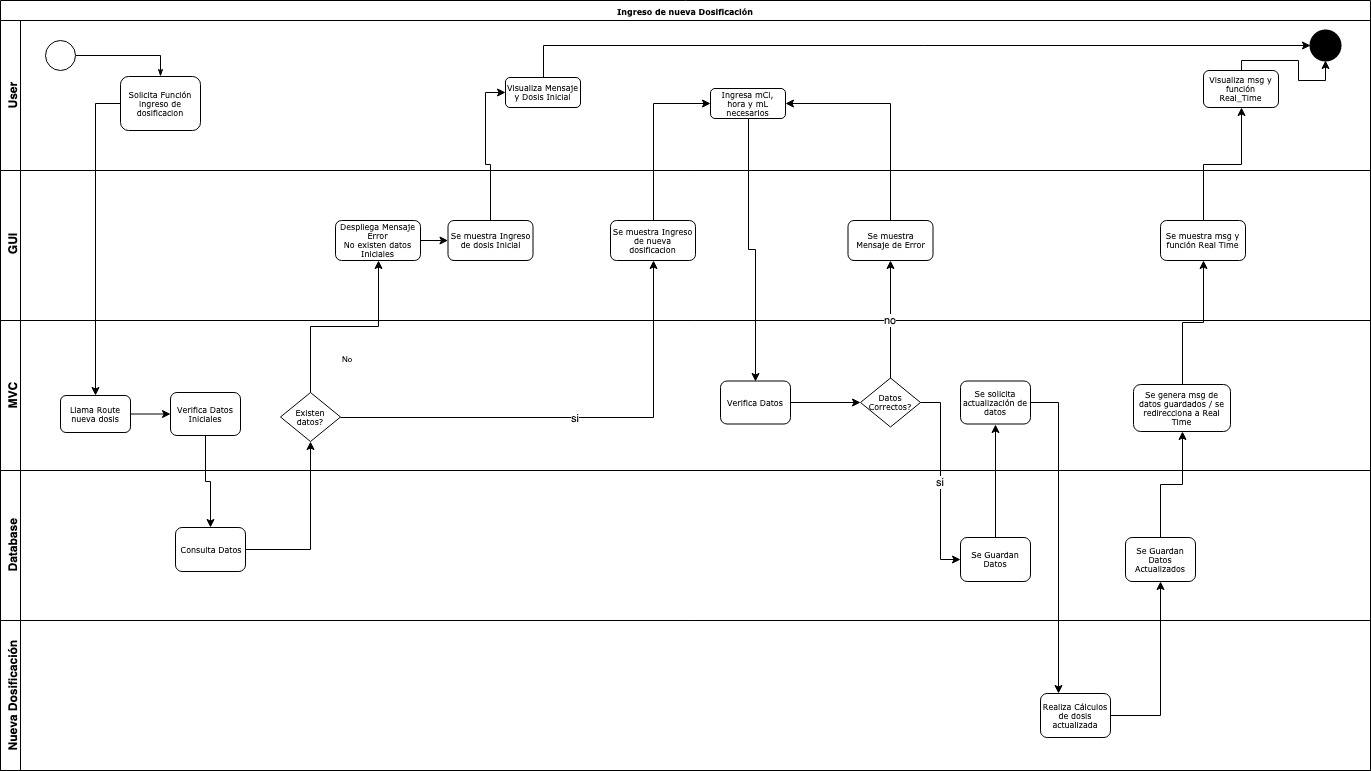 Ingreso de nueva Dosificación
User
Solicita Función
ingreso de
dosificacion
Visualiza Mensaje
y Dosis Inicial
Ingresa mCi,
hora y mL
necesarios
Visualiza msg y
función
Real_Time
GUI
Despliega Mensaje
Error
No existen datos
Iniciales
Se muestra Ingreso
de dosis Inicial
Se muestra Ingreso
de nueva
dosificacion
Se muestra
Mensaje de Error
Se muestra msg y
función Real Time
MVC
Llama Route
nueva dosis
Verifica Datos
Iniciales
Existen
datos?
No
si
Verifica Datos
Datos
Correctos?
no
si
Se solicita
actualización de
datos
Se genera msg de
datos guardados / se
redirecciona a Real
Time
Database
Consulta Datos
Se Guardan
Datos
Se Guardan
Datos
Actualizados
Nueva Dosificación
Realiza Cálculos
de dosis
actualizada